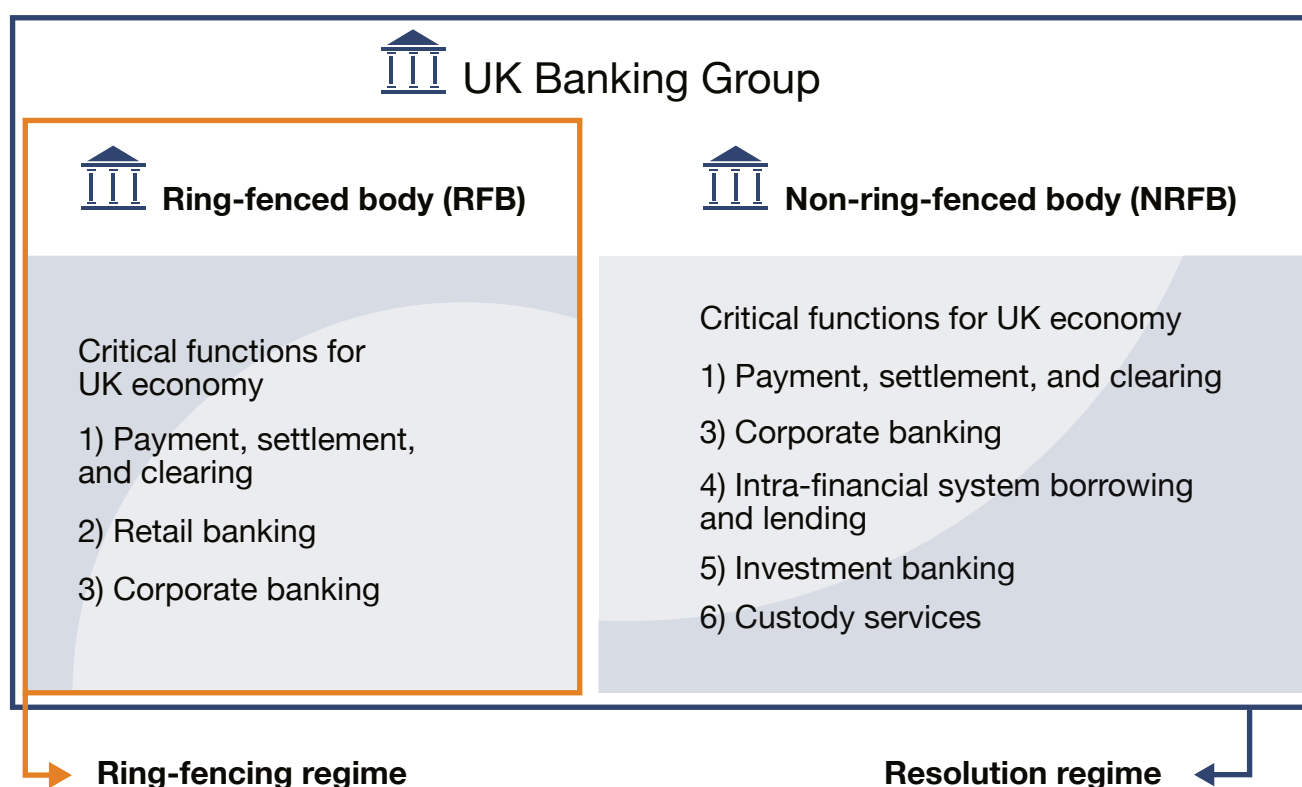 UK Banking Group
Ring-fenced body (RFB)
Critical functions for
UK economy
1) Payment, settlement,
and clearing
2) Retail banking
3) Corporate banking
Non-ring-fenced body (NRFB)
Critical functions for UK economy
1) Payment, settlement, and clearing
3) Corporate banking
4) Intra-financial system borrowing
and lending
5) Investment banking
6) Custody services
Ring-fencing regime
Resolution regime